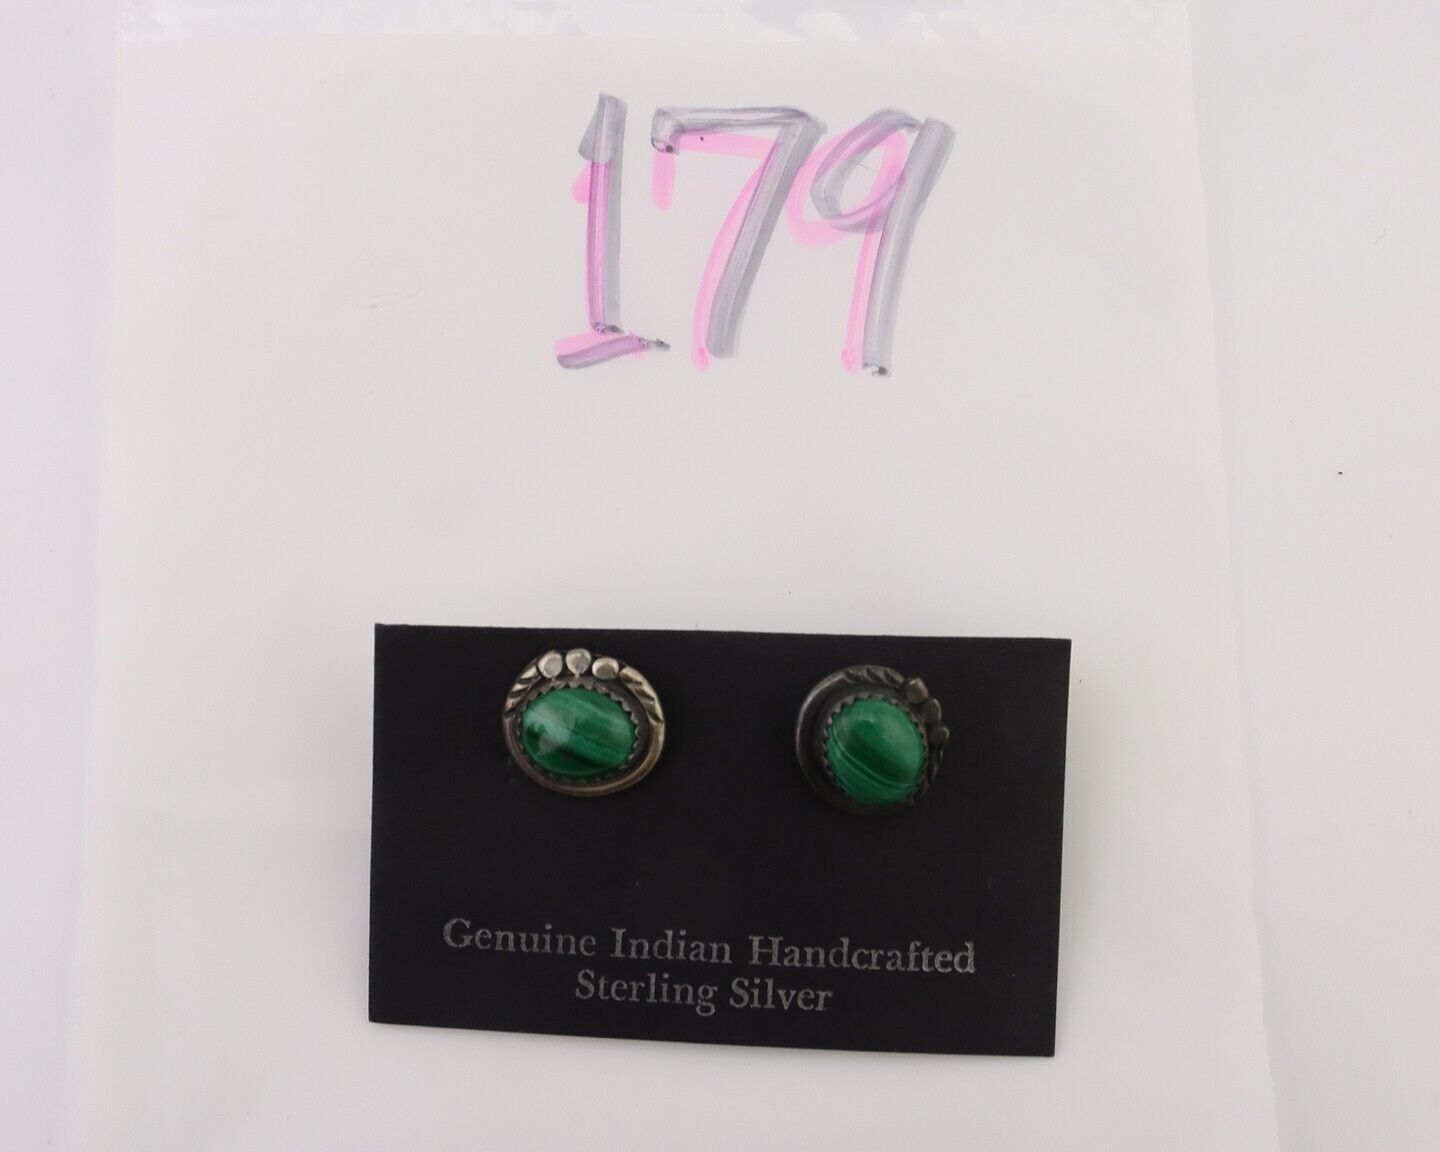 179
Genuine Indian Handcrafted
Sterling Silver